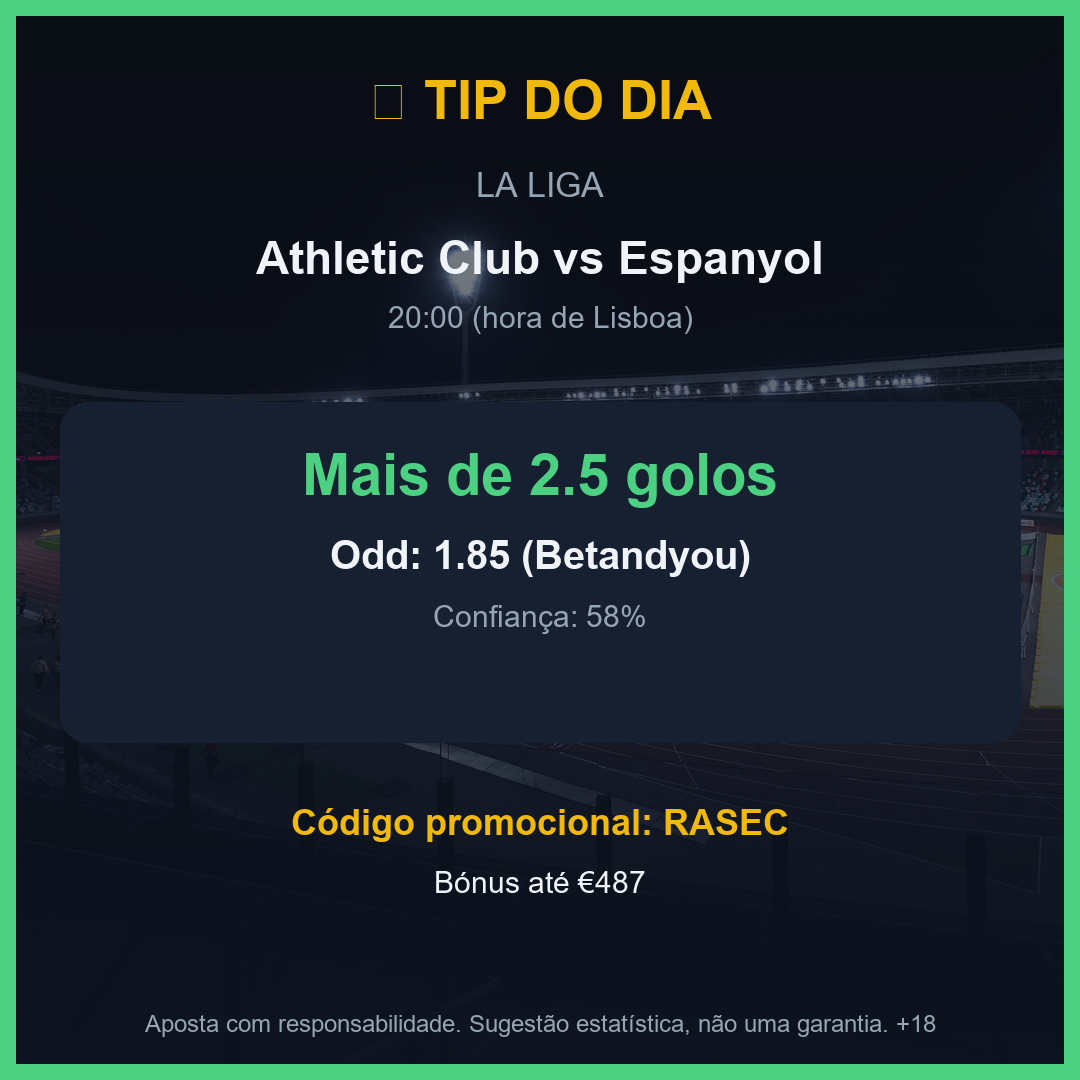 TIP DO DIA
LA LIGA
Athletic Club vs Espanyol
20:00 (hora de Lisboa)
Mais de 2.5 golos
Odd: 1.85 (Betandyou)
Confiança: 58%
Código promocional: RASEC
Bónus até €487
Aposta com responsabilidade. Sugestão estatística, não uma garantia. +18